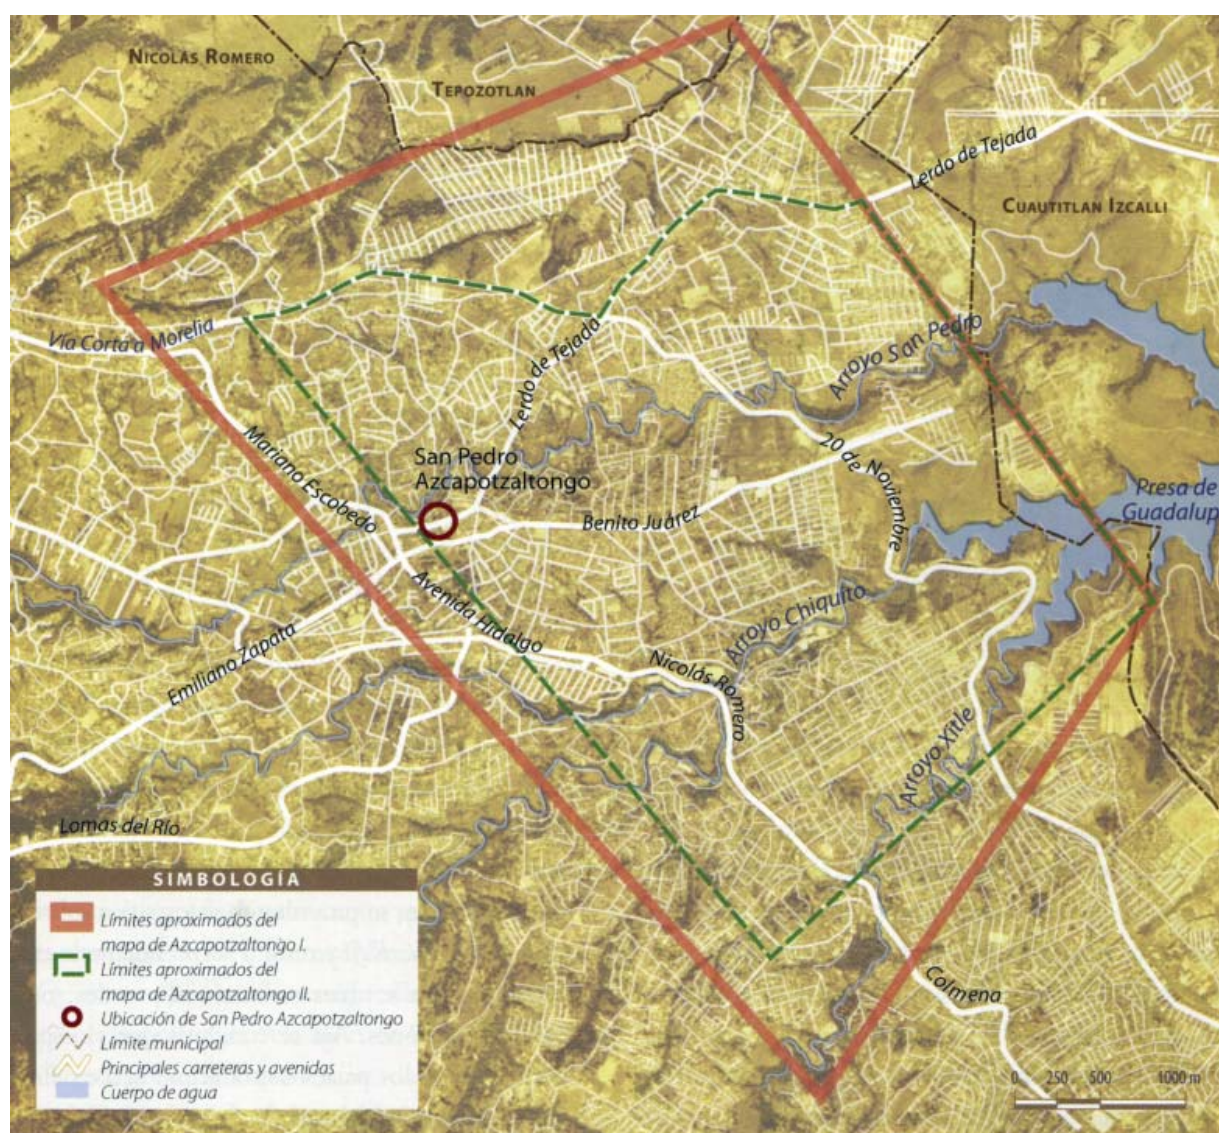 NICOLÁS ROMERO
TEPOZOTLAN
Lerdo de Tejada
CUAUTITLAN IZCALLI
Vía Corta a Morelia
Lerdo de Tejada
Arroyo San Pedro
Mariano Escobedo
San Pedro
Azcapotzaltongo
20 de
Noviembre
Presa de
Guadalup
Benito Juárez
Avenida Hidalgo
Arroyo Chiquito
Emiliano Zapata
Nicolás Romero
Arroyo Xitle
Lomas del Río
Colmena
SIMBOLOGÍA
Límites aproximados del
mapa de Azcapotzaltongo I.
Límites aproximados del
mapa de Azcapotzaltongo II.
Ubicación de San Pedro Azcapotzaltongo
Límite municipal
Principales carreteras y avenidas
Cuerpo de agua
0 250 500 1000 m